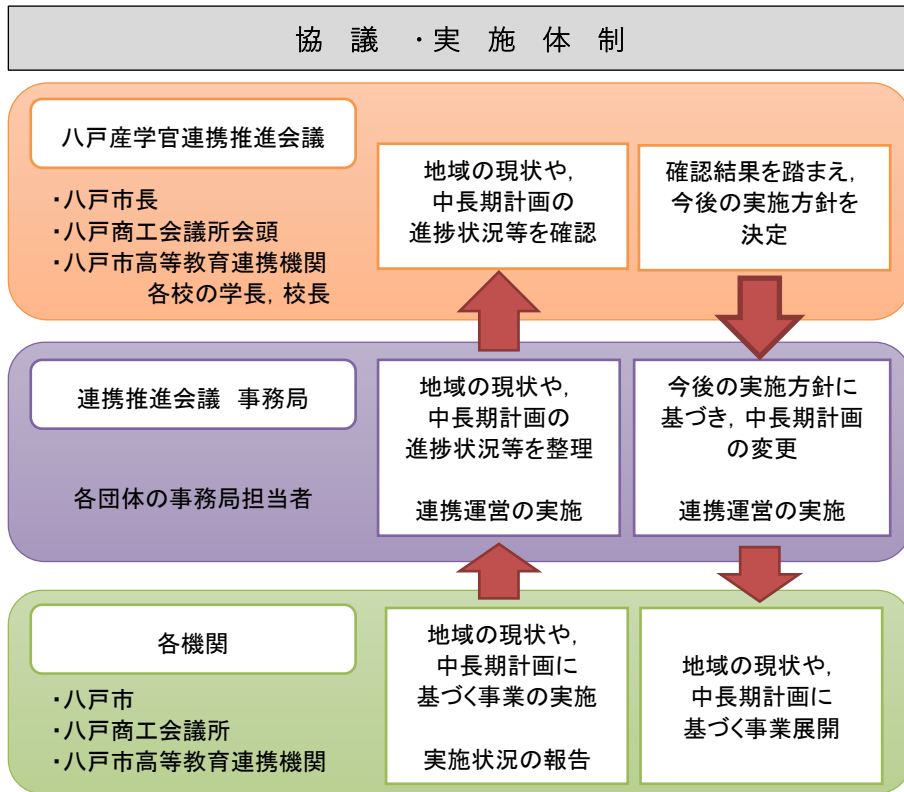 協 議 ・実 施 体 制
八戸産学官連携推進会議
・八戸市長
・八戸商工会議所会頭
・八戸市高等教育連携機関
各校の学長，校長
地域の現状や，
中長期計画の
進捗状況等を確認
確認結果を踏まえ，
今後の実施方針を
決定
連携推進会議 事務局
各団体の事務局担当者
地域の現状や，
中長期計画の
進捗状況等を整理
連携運営の実施
今後の実施方針に
基づき，中長期計画
の変更
連携運営の実施
各機関
・八戸市
・八戸商工会議所
・八戸市高等教育連携機関
地域の現状や，
中長期計画に
基づく事業の実施
実施状況の報告
地域の現状や，
中長期計画に
基づく事業展開